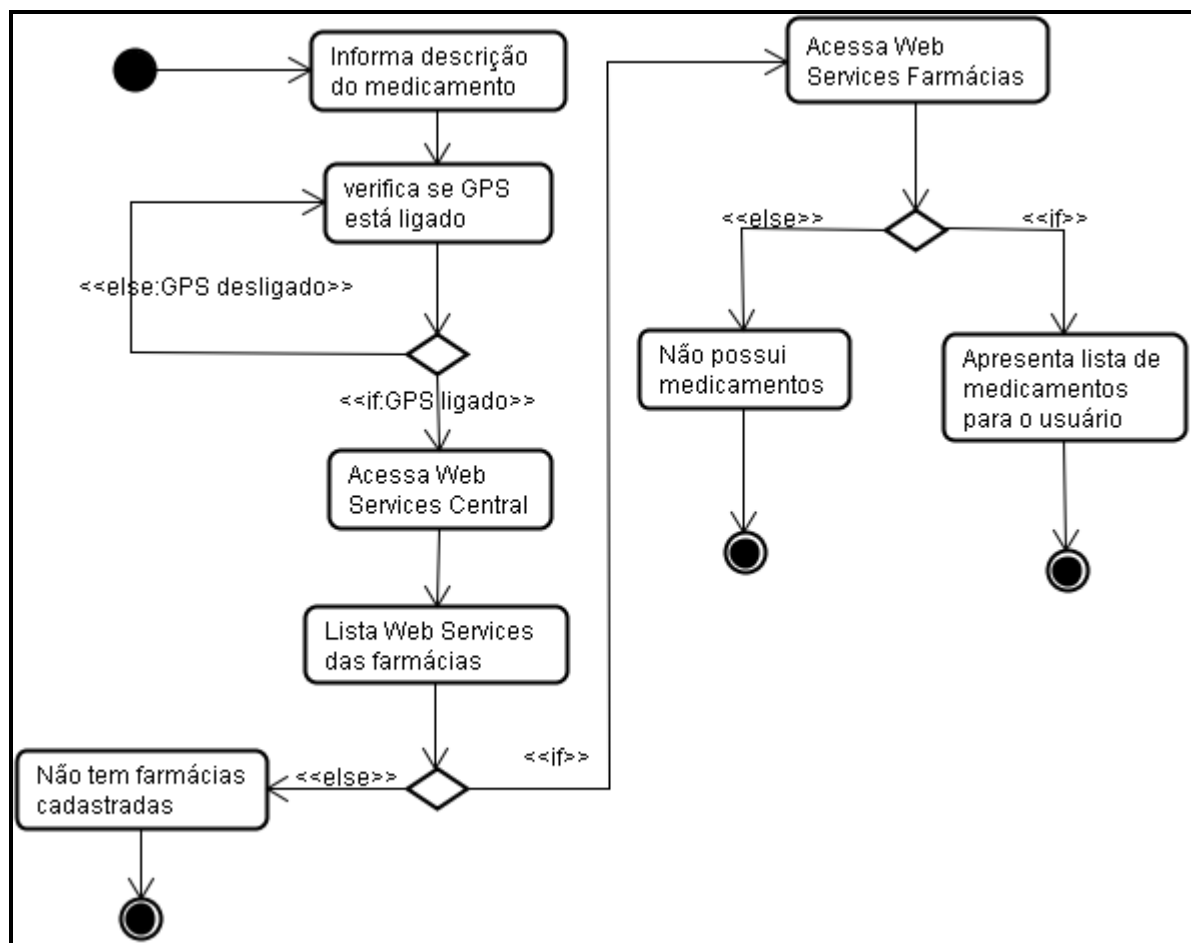 Informa descrição
do medicamento
verifica se GPS
está ligado
<<else:GPS desligado>>
<<if:GPS ligado>>
Acessa Web
Services Central
Lista Web Services
das farmácias
<<else>>
<<if>>
Não tem farmácias
cadastradas
Acessa Web
Services Farmácias
<<else>>
<<if>>
Não possui
medicamentos
Apresenta lista de
medicamentos
para o usuário